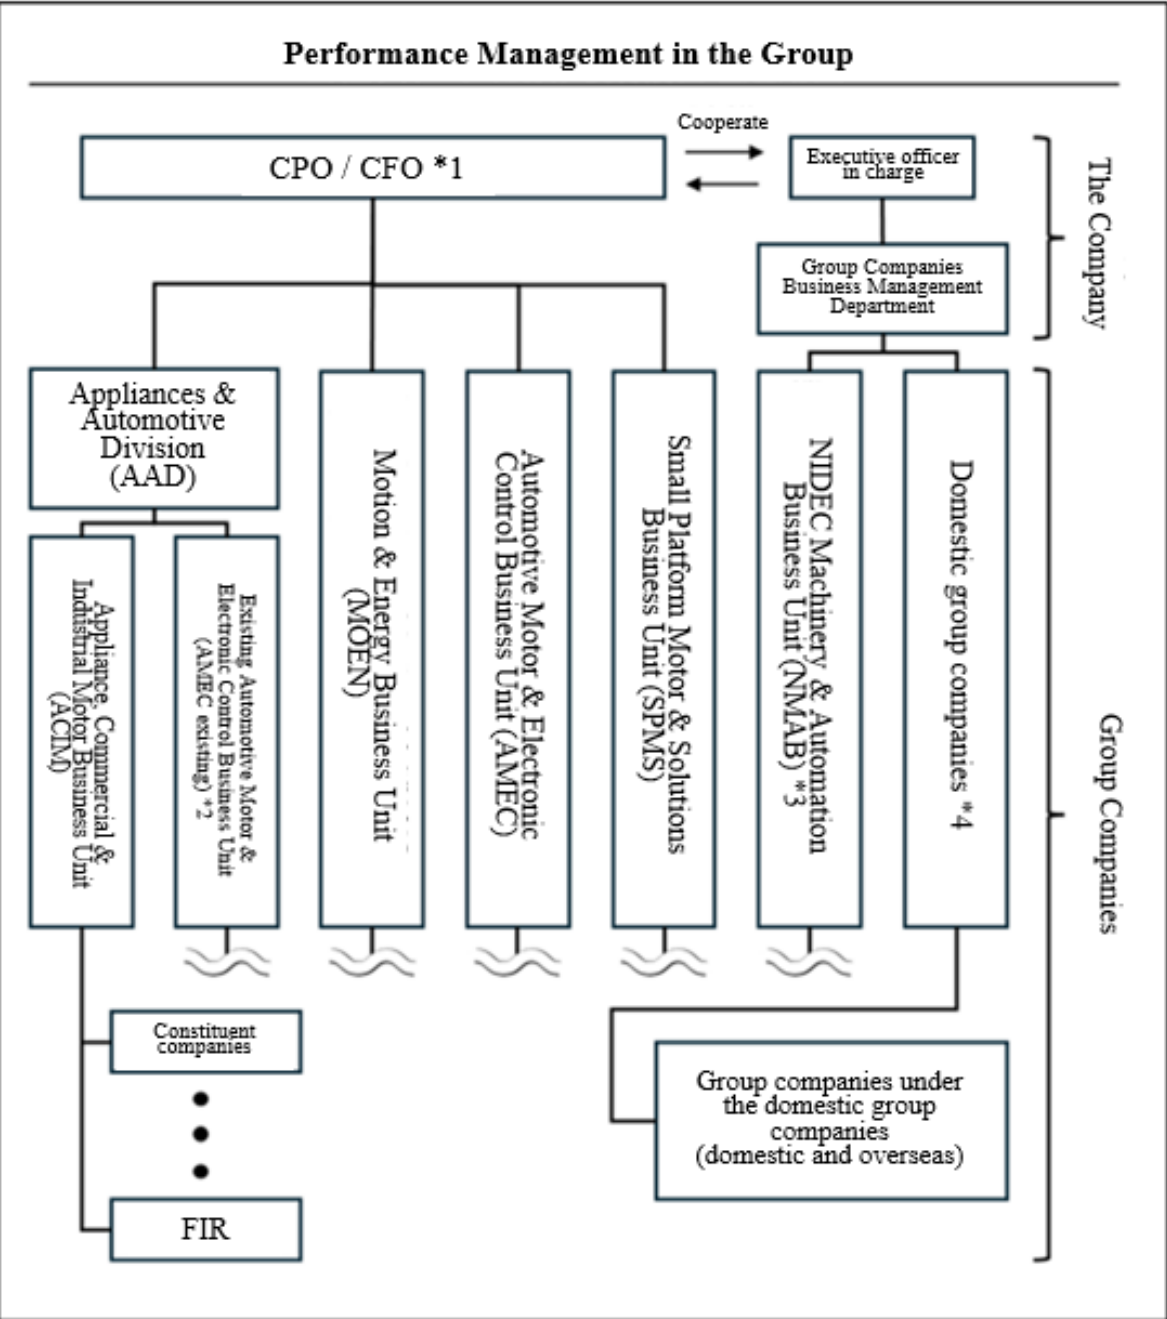 Performance Management in the Group
Cooperate
CPO / CFO *1
Executive officer
in charge
The Company
Group Companies
Business Management
Department
Appliances &
Automotive
Division
(AAD)
Appliance, Commercial &
Industrial Motor Business Unit
(ACIM)
Existing Automotive Motor &
Electronic Control Business Unit
(AMEC existing) *2
Motion & Energy Business Unit
(MOEN)
Automotive Motor & Electronic
Control Business Unit (AMEC)
Small Platform Motor & Solutions
Business Unit (SPMS)
NIDEC Machinery & Automation
Business Unit (NMAB) *3
Domestic group companies *4
Group Companies
Constituent
companies
FIR
Group companies under
the domestic group
companies
(domestic and overseas)